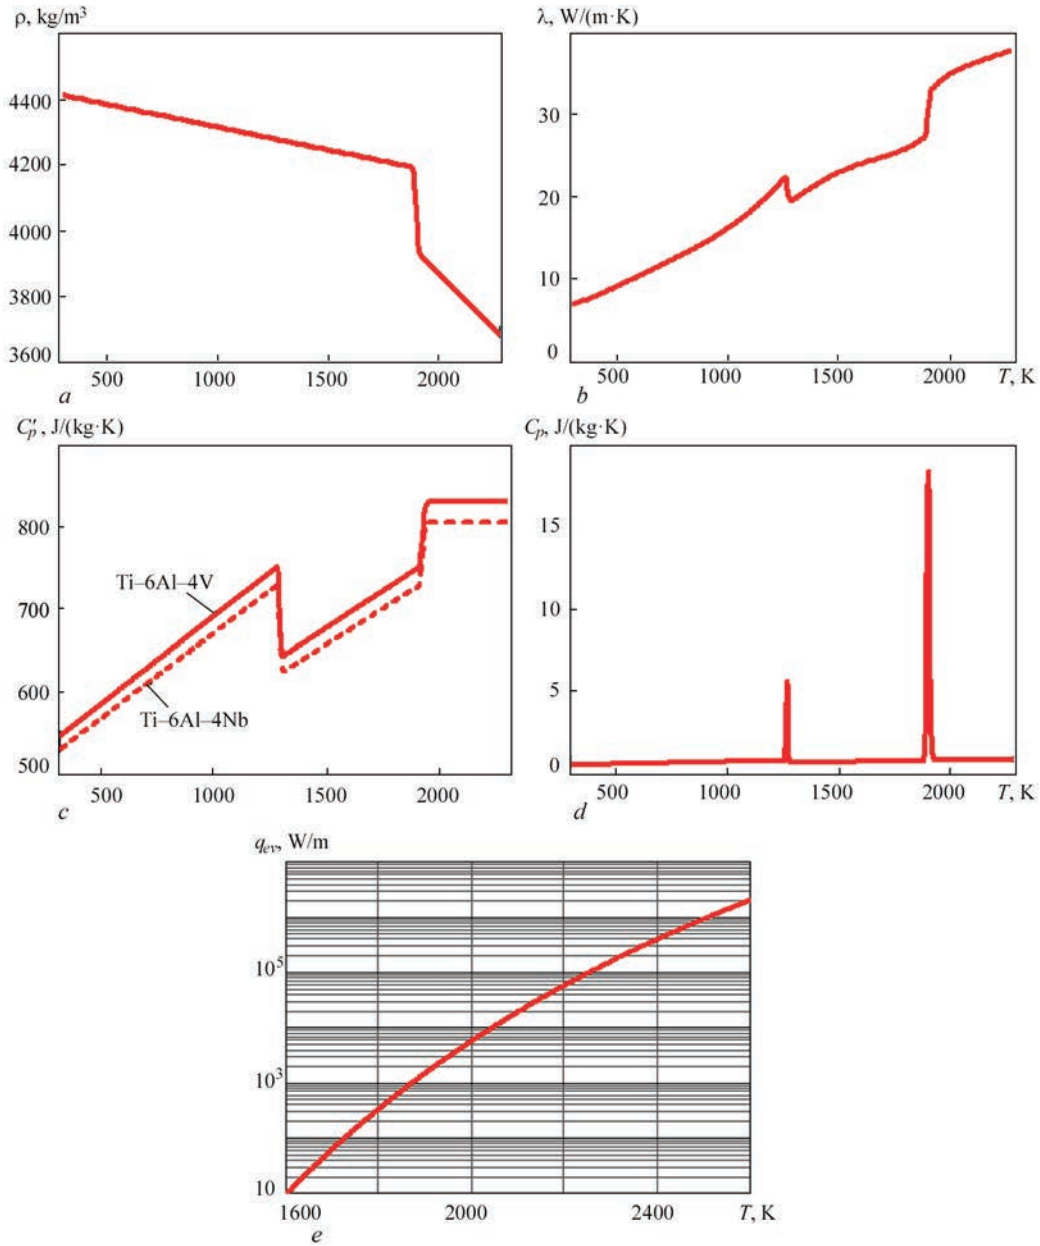 ρ, kg/m³
4400
4200
4000
3800
3600
500 1000 1500 2000
a
λ, W/(m·K)
30
20
10
0
500 1000 1500 2000 T, K
b
C′p, J/(kg·K)
800
700
600
500
Ti–6Al–4V
Ti–6Al–4Nb
500 1000 1500 2000
c
Cp, J/(kg·K)
15
10
5
0
500 1000 1500 2000 T, K
d
qev, W/m
10⁵
10³
10
1600 2000 2400 T, K
e